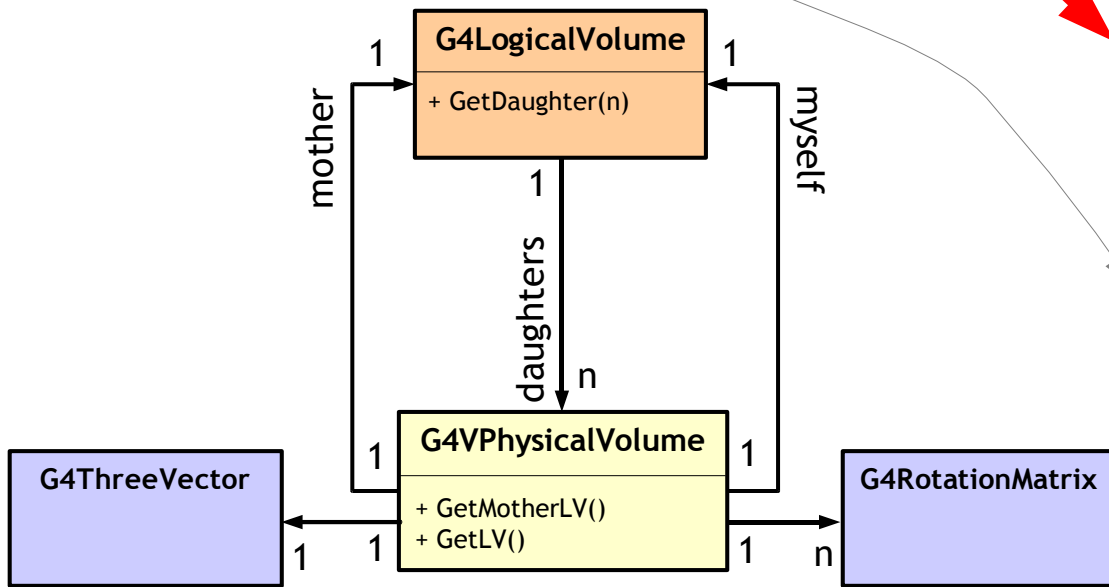 G4LogicalVolume
+ GetDaughter(n)
1
1
mother
myself
1
daughters
n
G4VPhysicalVolume
+ GetMotherLV()
+ GetLV()
1
1
G4ThreeVector
G4RotationMatrix
1
1
1
n